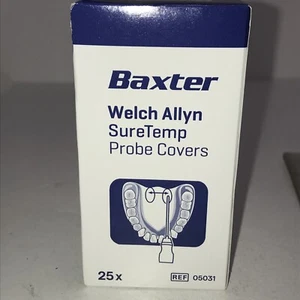 Baxter
Welch Allyn
SureTemp
Probe Covers
25x
REF 05031